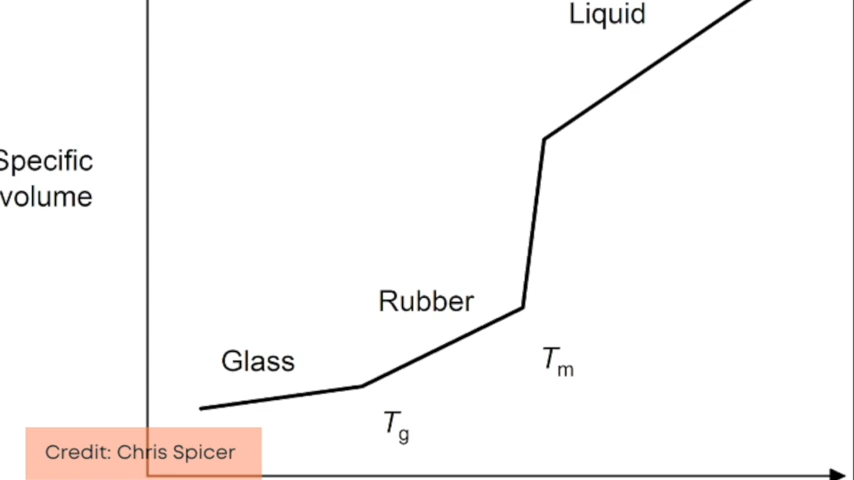 Liquid
Specific
volume
Rubber
Glass
Tm
Tg
Credit: Chris Spicer